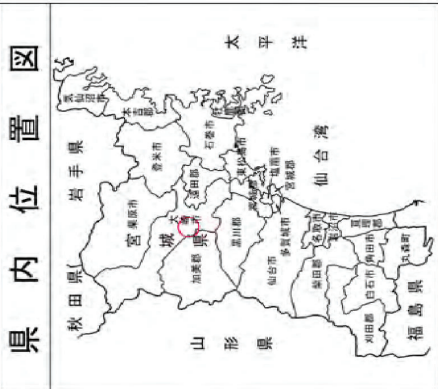 県内位置図
太平洋
岩手県
秋田県
山形県
福島県
仙台湾
宮城県
気仙沼市
本吉郡
登米市
栗原市
石巻市
遠田郡
東松島市
加美郡
黒川郡
塩竈市
宮城郡
仙台市
多賀城市
名取市
岩沼市
柴田郡
亘理郡
角田市
白石市
刈田郡
丸森町